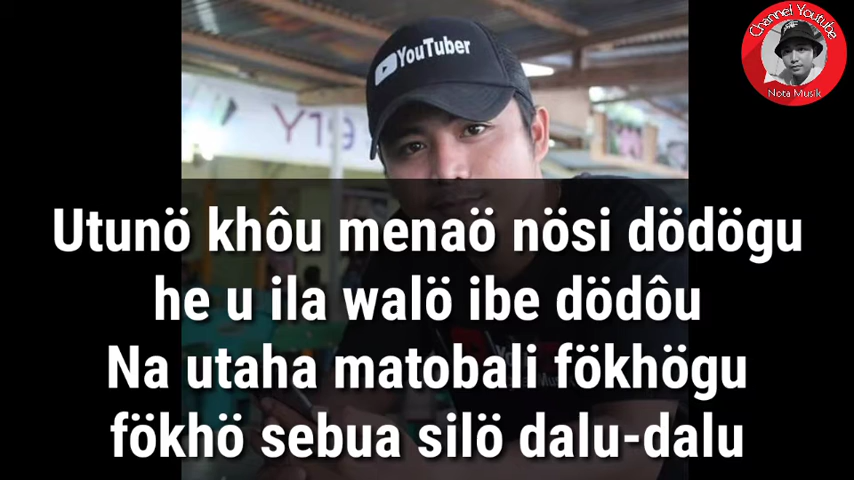 Channel Youtube
Nota Musik
YouTuber
Y19
Utunö khôu menaö nösi dödögu
he u ila walö ibe dödôu
Na utaha matobali fökhögu
fökhö sebua silö dalu-dalu